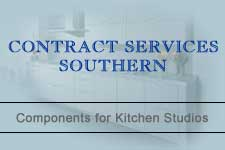 CONTRACT SERVICES
SOUTHERN
Components for Kitchen Studios